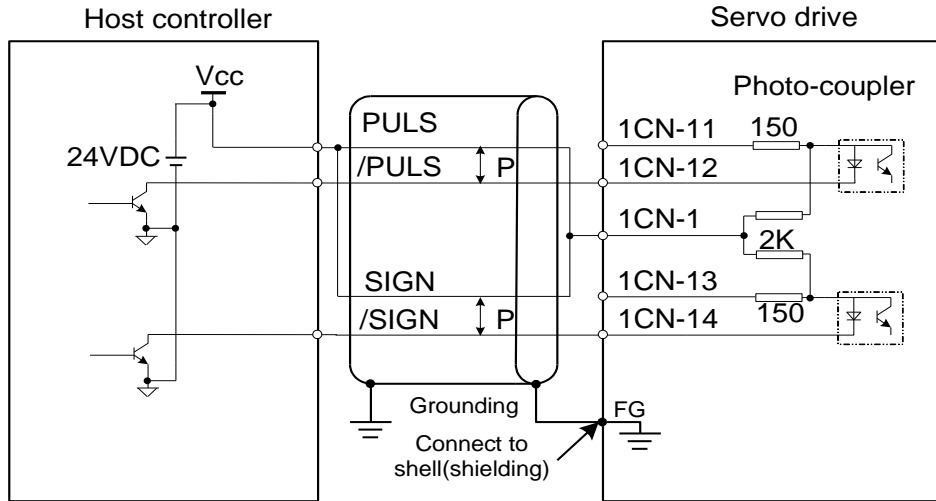 Host controller
Servo drive
Vcc
24VDC
PULS
/PULS
P
SIGN
/SIGN
P
Grounding
Connect to
shell(shielding)
FG
Photo-coupler
1CN-11
150
1CN-12
1CN-1
2K
1CN-13
150
1CN-14